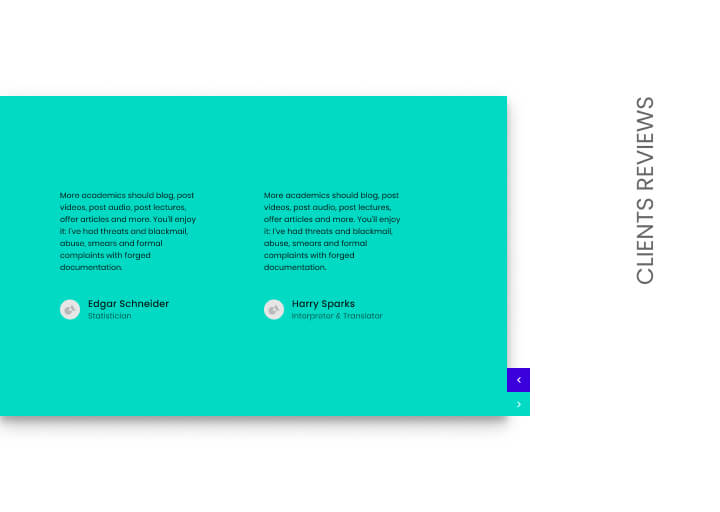 More academics should blog, post
videos, post audio, post lectures,
offer articles and more. You'll enjoy
it: I've had threats and blackmail,
abuse, smears and formal
complaints with forged
documentation.
Edgar Schneider
Statistician
More academics should blog, post
videos, post audio, post lectures,
offer articles and more. You'll enjoy
it: I've had threats and blackmail,
abuse, smears and formal
complaints with forged
documentation.
Harry Sparks
Interpretor & Translator
CLIENTS REVIEWS